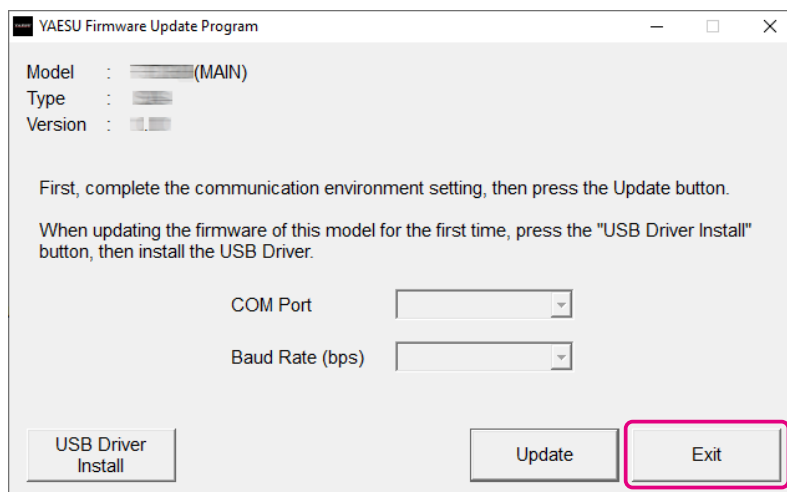 YAESU Firmware Update Program
Model : (MAIN)
Type :
Version :
First, complete the communication environment setting, then press the Update button.
When updating the firmware of this model for the first time, press the "USB Driver Install"
button, then install the USB Driver.
COM Port
Baud Rate (bps)
USB Driver
Install
Update
Exit